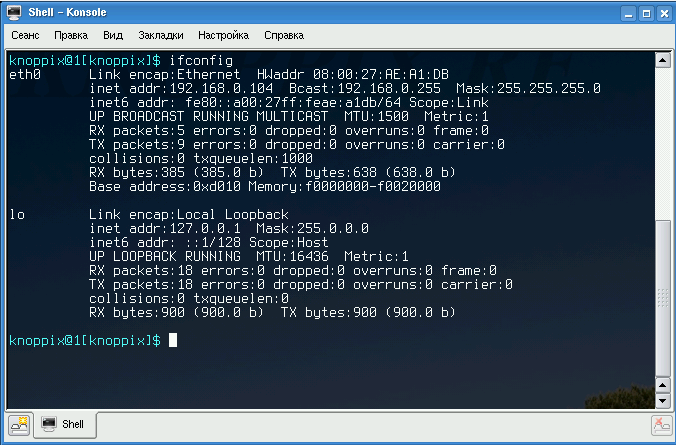 Shell – Konsole
Сеанс Правка Вид Закладки Настройка Справка
knoppix@1[knoppix]$ ifconfig
eth0 Link encap:Ethernet HWaddr 08:00:27:AE:A1:DB
inet addr:192.168.0.104 Bcast:192.168.0.255 Mask:255.255.255.0
inet6 addr: fe80::a00:27ff:feae:a1db/64 Scope:Link
UP BROADCAST RUNNING MULTICAST MTU:1500 Metric:1
RX packets:5 errors:0 dropped:0 overruns:0 frame:0
TX packets:9 errors:0 dropped:0 overruns:0 carrier:0
collisions:0 txqueuelen:1000
RX bytes:385 (385.0 b) TX bytes:638 (638.0 b)
Base address:0xd010 Memory:f0000000-f0020000
lo Link encap:Local Loopback
inet addr:127.0.0.1 Mask:255.0.0.0
inet6 addr: ::1/128 Scope:Host
UP LOOPBACK RUNNING MTU:16436 Metric:1
RX packets:18 errors:0 dropped:0 overruns:0 frame:0
TX packets:18 errors:0 dropped:0 overruns:0 carrier:0
collisions:0 txqueuelen:0
RX bytes:900 (900.0 b) TX bytes:900 (900.0 b)
knoppix@1[knoppix]$
Shell